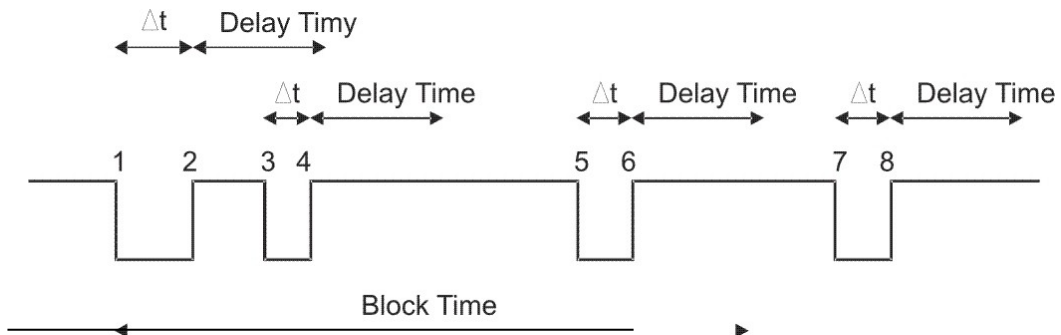 Δt Delay Timy
Δt Delay Time Δt Delay Time Δt Delay Time
1 2 3 4 5 6 7 8
Block Time